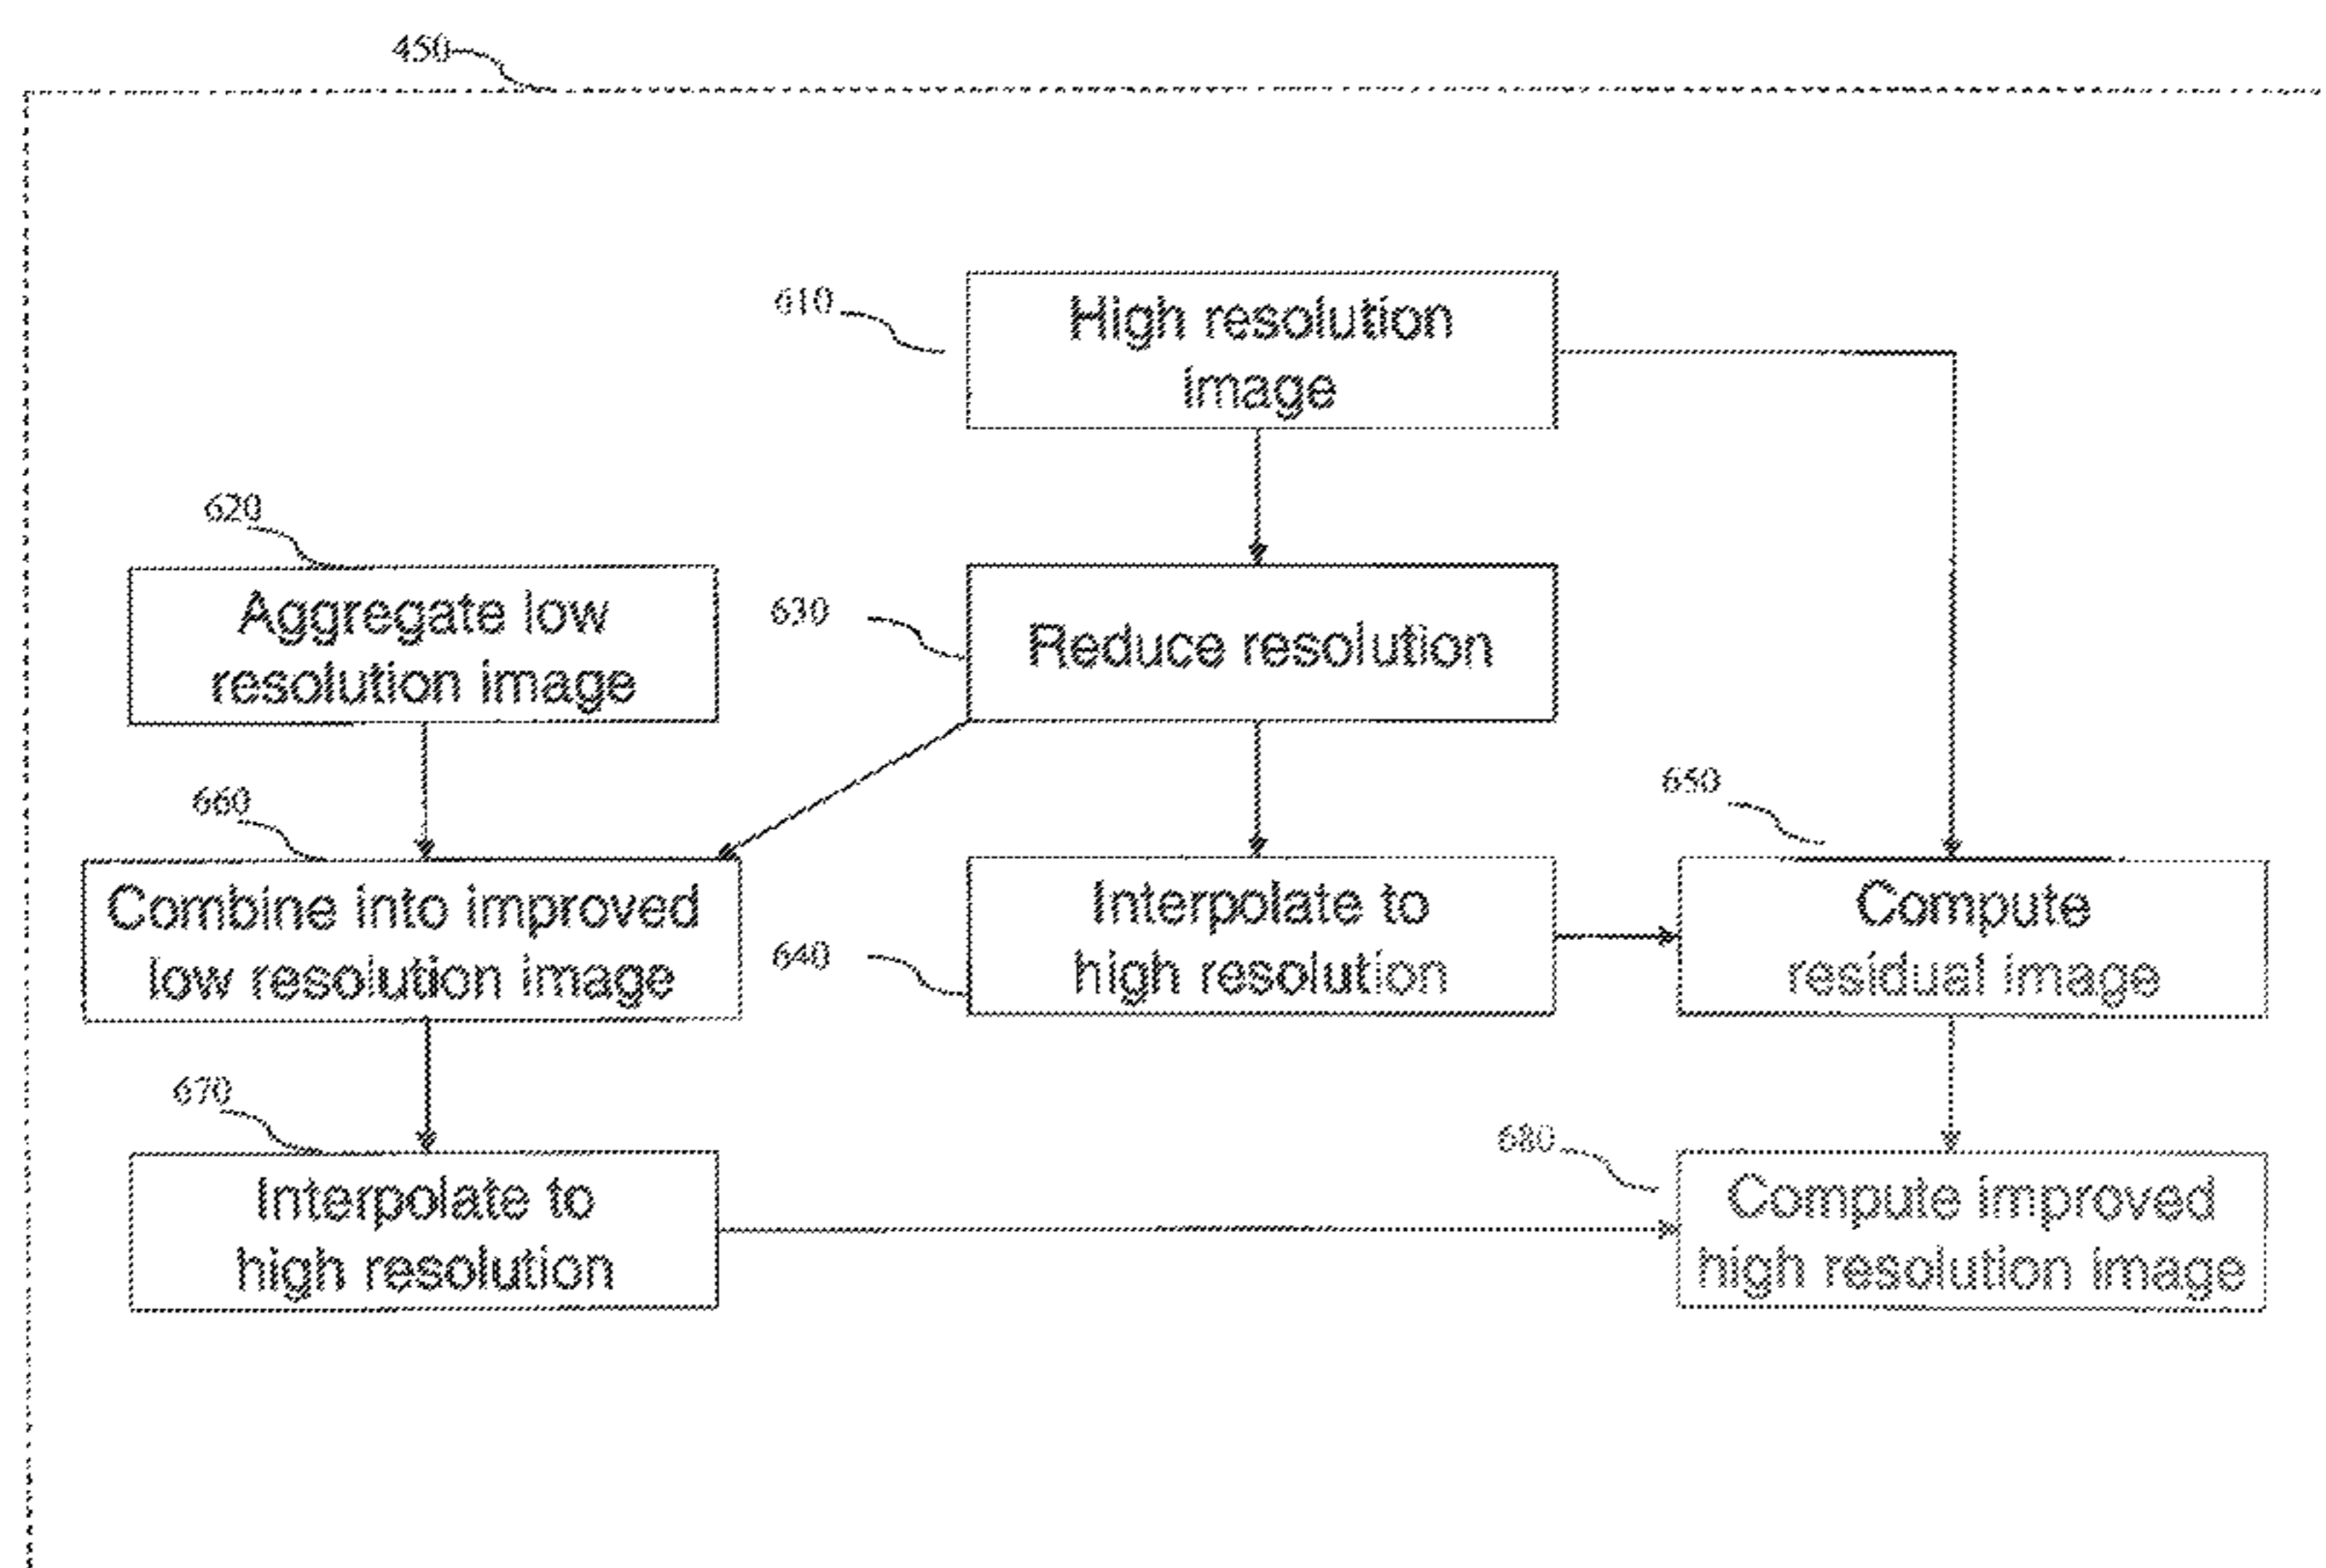 450
610
High resolution
image
620
Aggregate low
resolution image
630
Reduce resolution
660
Combine into improved
low resolution image
640
Interpolate to
high resolution
650
Compute
residual image
670
Interpolate to
high resolution
680
Compute improved
high resolution image